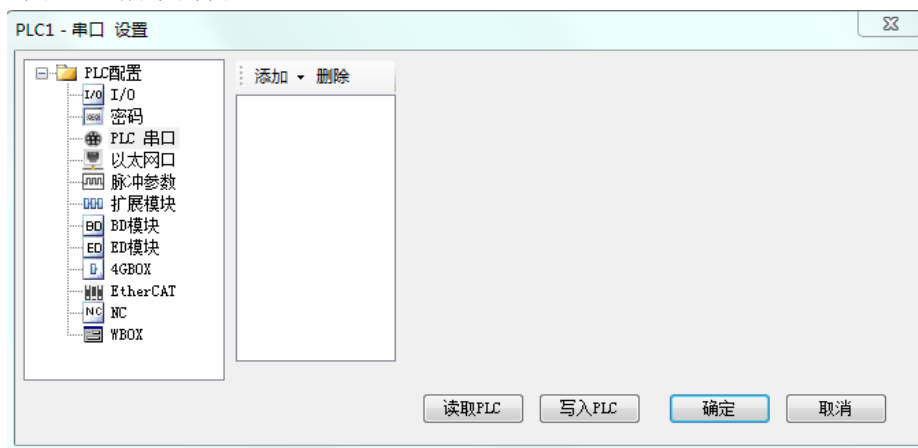 PLC1 - 串口 设置
PLC配置
添加 删除
I/O I/O
密码
PLC 串口
以太网口
脉冲参数
扩展模块
BD BD模块
ED ED模块
4GBOX
EtherCAT
NC NC
WBOX
读取PLC 写入PLC 确定 取消